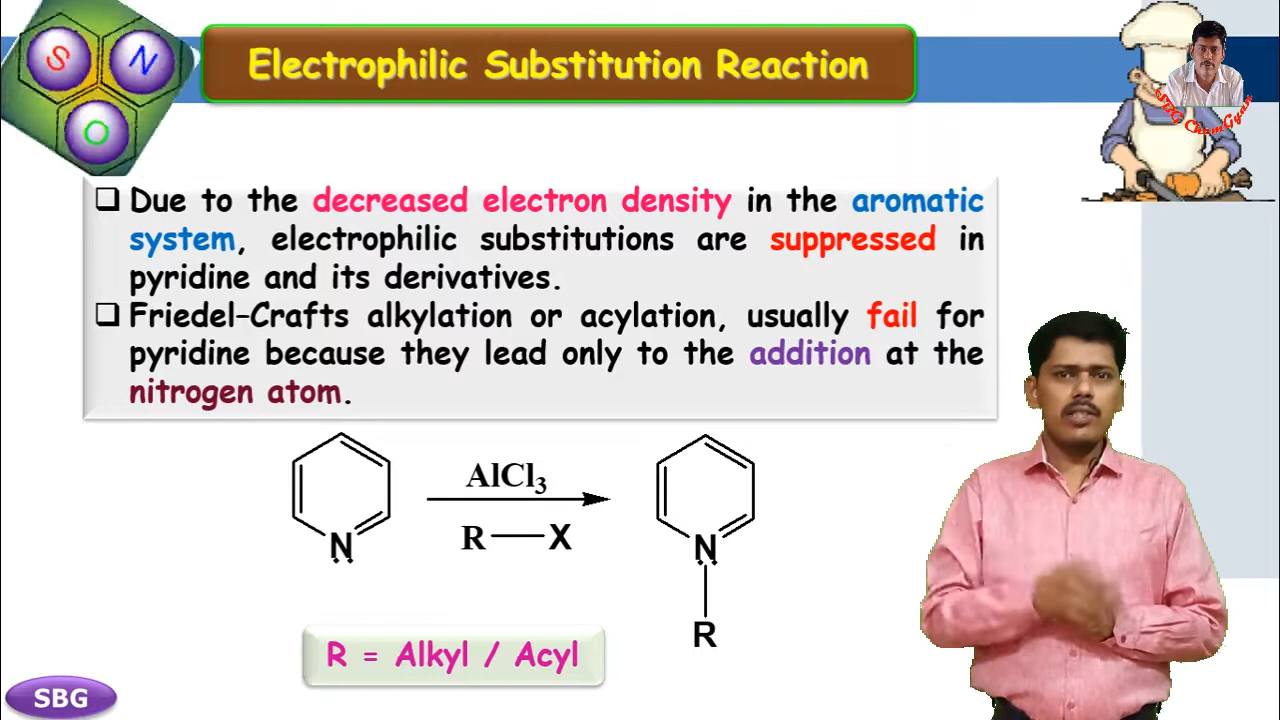 S N
O
Electrophilic Substitution Reaction
SBG ChemGyan
❑ Due to the decreased electron density in the aromatic
system, electrophilic substitutions are suppressed in
pyridine and its derivatives.
❑ Friedel–Crafts alkylation or acylation, usually fail for
pyridine because they lead only to the addition at the
nitrogen atom.
AlCl₃
R—X
N̤
N̤
R
R = Alkyl / Acyl
SBG